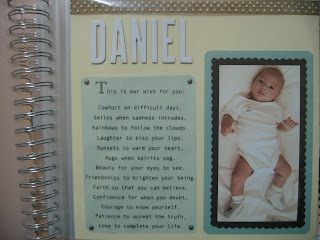 DANIEL
This is our wish for you:
Comfort on difficult days.
Smiles when sadness intrudes.
Rainbows to follow the clouds.
Laughter to kiss your lips.
Sunsets to warm your heart.
Hugs when spirits sag.
Beauty for your eyes to see.
Friendships to brighten your being.
Faith so that you can believe.
Confidence for when you doubt.
Courage to know yourself.
Patience to accept the truth.
Love to complete your life.